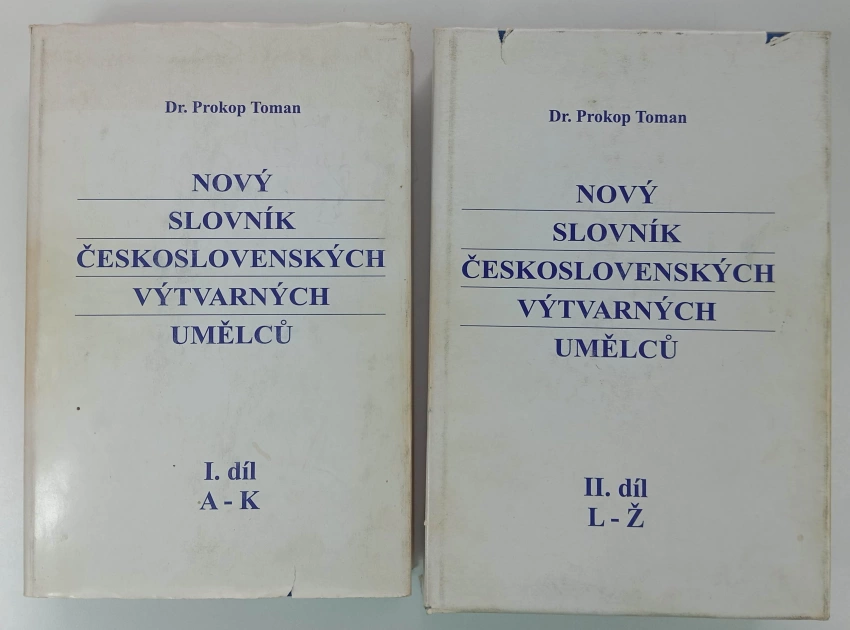 Dr. Prokop Toman
NOVÝ
SLOVNÍK
ČESKOSLOVENSKÝCH
VÝTVARNÝCH
UMĚLCŮ
I. díl
A - K
Dr. Prokop Toman
NOVÝ
SLOVNÍK
ČESKOSLOVENSKÝCH
VÝTVARNÝCH
UMĚLCŮ
II. díl
L - Ž